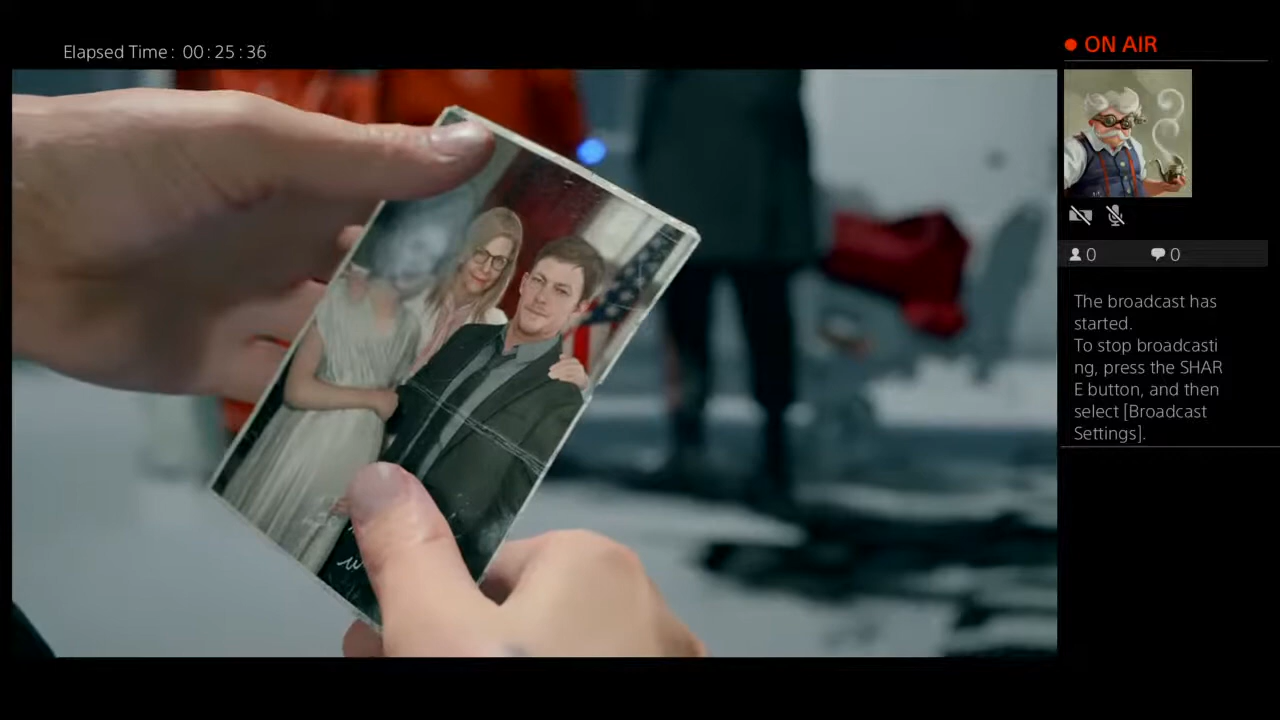 Elapsed Time: 00:25:36
ON AIR
0
0
The broadcast has
started.
To stop broadcasti
ng, press the SHAR
E button, and then
select [Broadcast
Settings].